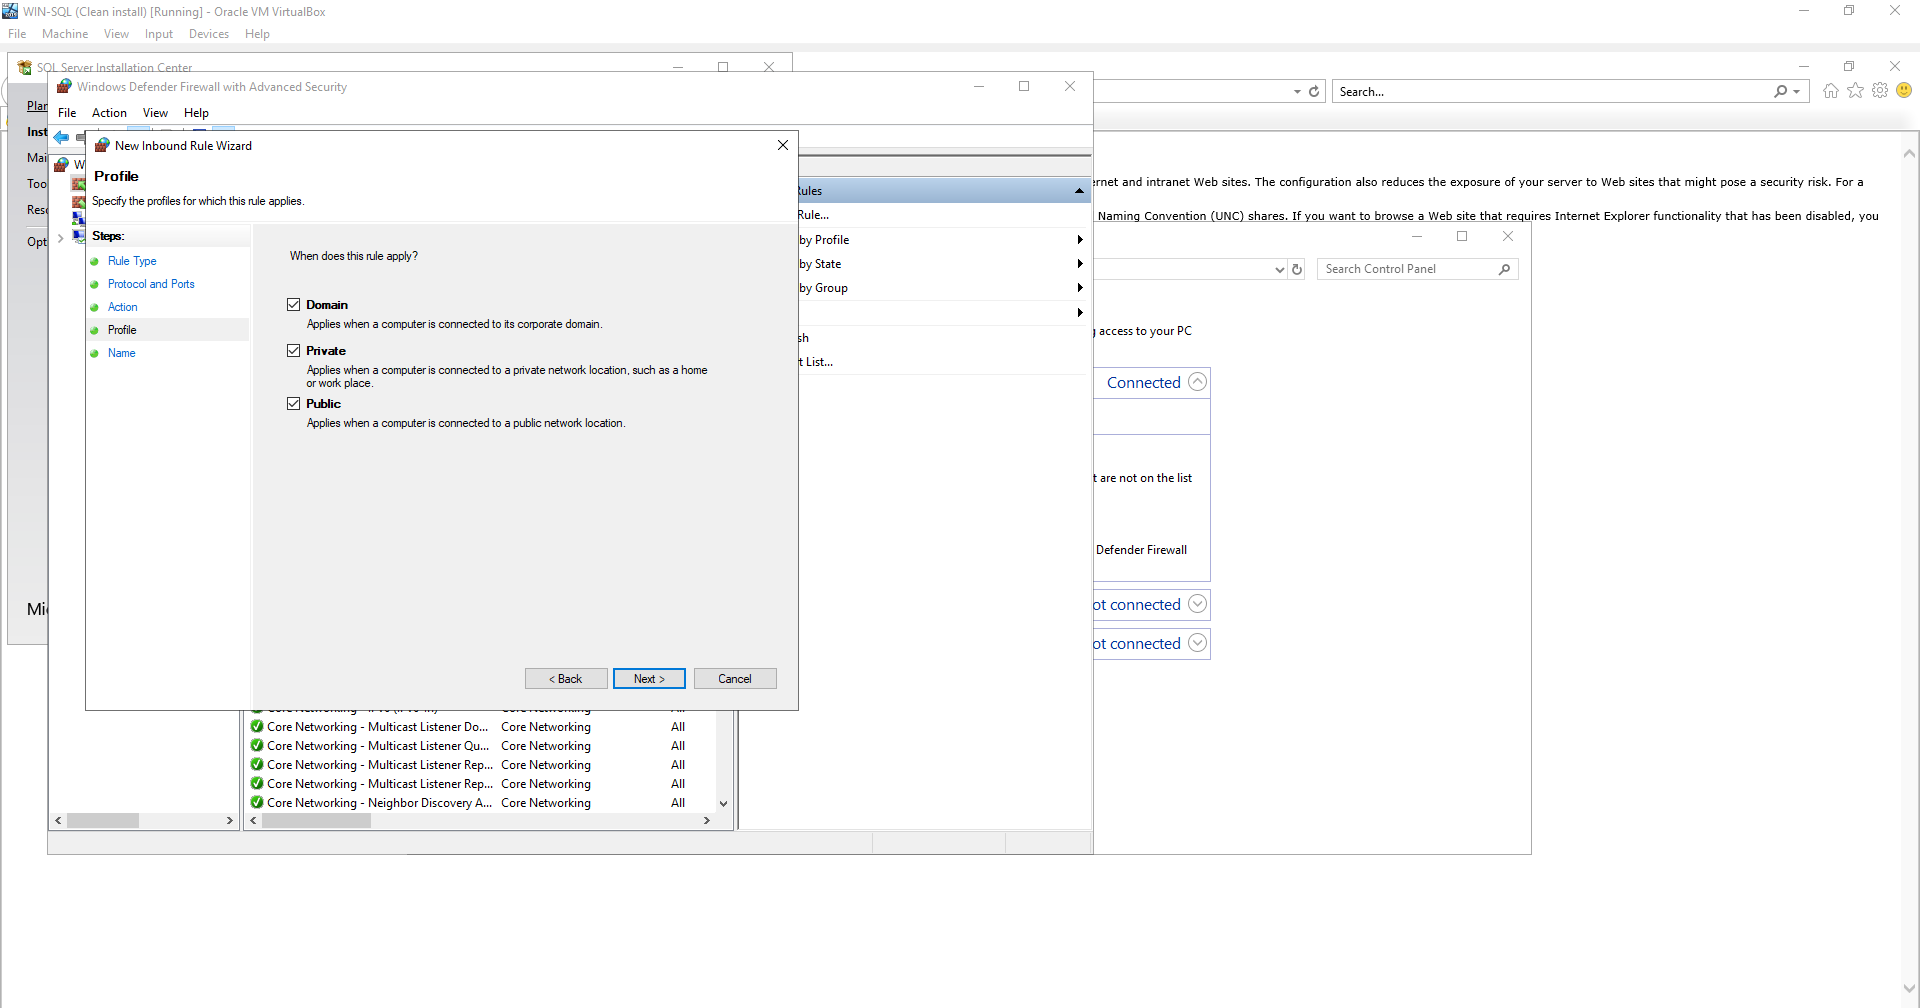 WIN-SQL (Clean install) [Running] - Oracle VM VirtualBox
File Machine View Input Devices Help
SQL Server Installation Center
Windows Defender Firewall with Advanced Security
Search...
Plan
File Action View Help
Inst
New Inbound Rule Wizard
Mai
W
Profile
Too
Rules
ernet and intranet Web sites. The configuration also reduces the exposure of your server to Web sites that might pose a security risk. For a
Specify the profiles for which this rule applies.
Reso
Rule...
Naming Convention (UNC) shares. If you want to browse a Web site that requires Internet Explorer functionality that has been disabled, you
Opt
Steps:
by Profile
When does this rule apply?
Rule Type
by State
Search Control Panel
Protocol and Ports
by Group
Action
Domain
Applies when a computer is connected to its corporate domain.
Profile
g access to your PC
sh
Name
Private
t List...
Applies when a computer is connected to a private network location, such as a home
or work place.
Connected
Public
Applies when a computer is connected to a public network location.
t are not on the list
Defender Firewall
Mic
ot connected
ot connected
< Back Next > Cancel
Core Networking - Multicast Listener Do... Core Networking All
Core Networking - Multicast Listener Qu... Core Networking All
Core Networking - Multicast Listener Rep... Core Networking All
Core Networking - Multicast Listener Rep... Core Networking All
Core Networking - Neighbor Discovery A... Core Networking All